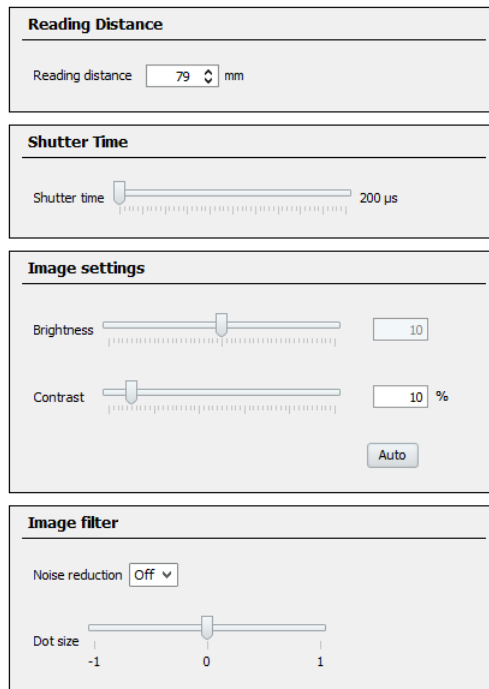 Reading Distance
Reading distance 79 mm
Shutter Time
Shutter time 200 µs
Image settings
Brightness 10
Contrast 10 %
Auto
Image filter
Noise reduction Off
Dot size
-1 0 1